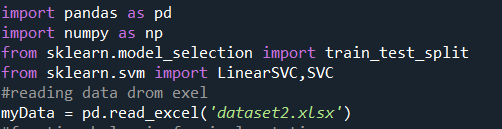 import pandas as pd
import numpy as np
from sklearn.model_selection import train_test_split
from sklearn.svm import LinearSVC,SVC
#reading data drom exel
myData = pd.read_excel('dataset2.xlsx')